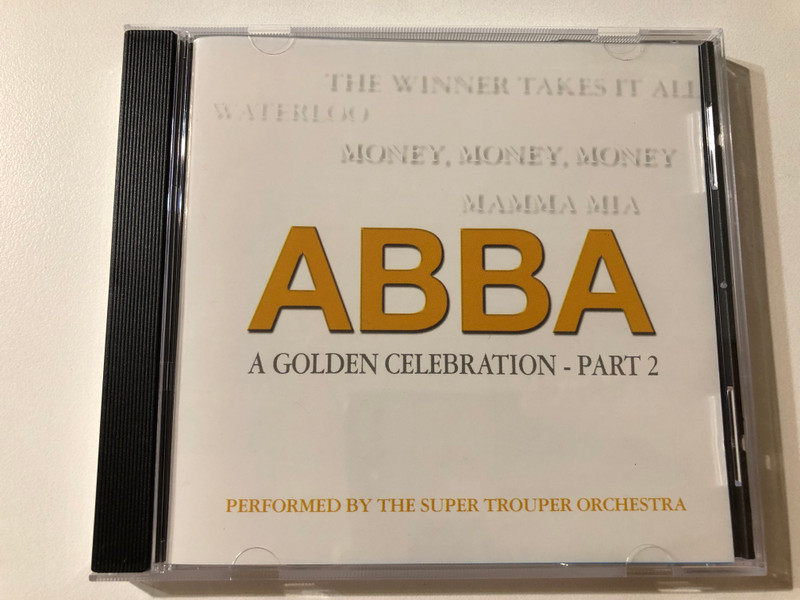 THE WINNER TAKES IT ALL
WATERLOO
MONEY, MONEY, MONEY
MAMMA MIA
ABBA
A GOLDEN CELEBRATION - PART 2
PERFORMED BY THE SUPER TROUPER ORCHESTRA